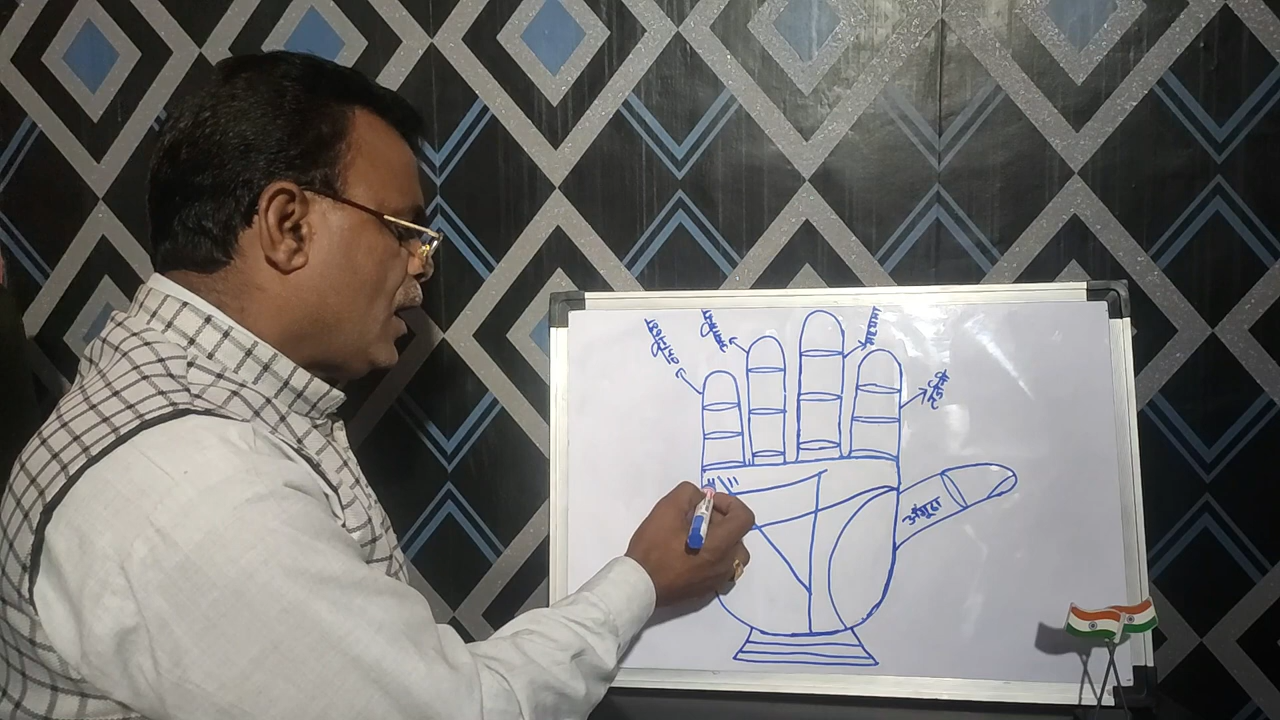 कनिष्ठा
अनामिका
मध्यमा
तर्जनी
अंगूठा